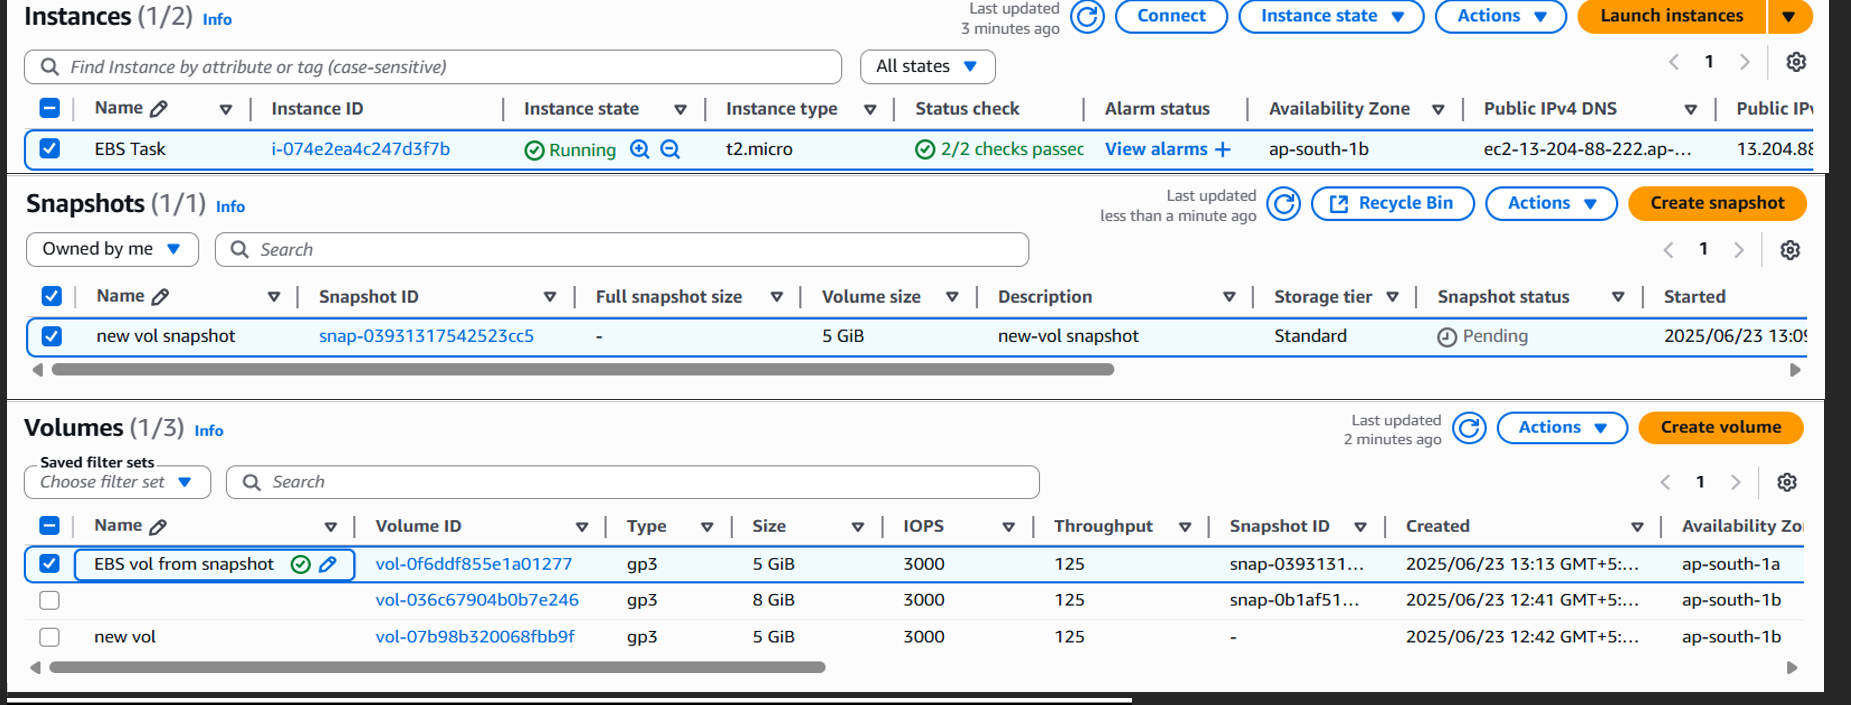 Instances (1/2) Info
Last updated
3 minutes ago
Connect Instance state Actions Launch instances
Find Instance by attribute or tag (case-sensitive) All states 1
Name Instance ID Instance state Instance type Status check Alarm status Availability Zone Public IPv4 DNS Public IPv
EBS Task i-074e2ea4c247d3f7b Running t2.micro 2/2 checks passec View alarms + ap-south-1b ec2-13-204-88-222.ap-... 13.204.88
Snapshots (1/1) Info
Last updated
less than a minute ago
Recycle Bin Actions Create snapshot
Owned by me Search 1
Name Snapshot ID Full snapshot size Volume size Description Storage tier Snapshot status Started
new vol snapshot snap-03931317542523cc5 - 5 GiB new-vol snapshot Standard Pending 2025/06/23 13:09
Volumes (1/3) Info
Last updated
2 minutes ago
Actions Create volume
Saved filter sets
Choose filter set Search 1
Name Volume ID Type Size IOPS Throughput Snapshot ID Created Availability Zo
EBS vol from snapshot vol-0f6ddf855e1a01277 gp3 5 GiB 3000 125 snap-0393131... 2025/06/23 13:13 GMT+5:... ap-south-1a
vol-036c67904b0b7e246 gp3 8 GiB 3000 125 snap-0b1af51... 2025/06/23 12:41 GMT+5:... ap-south-1b
new vol vol-07b98b320068fbb9f gp3 5 GiB 3000 125 - 2025/06/23 12:42 GMT+5:... ap-south-1b